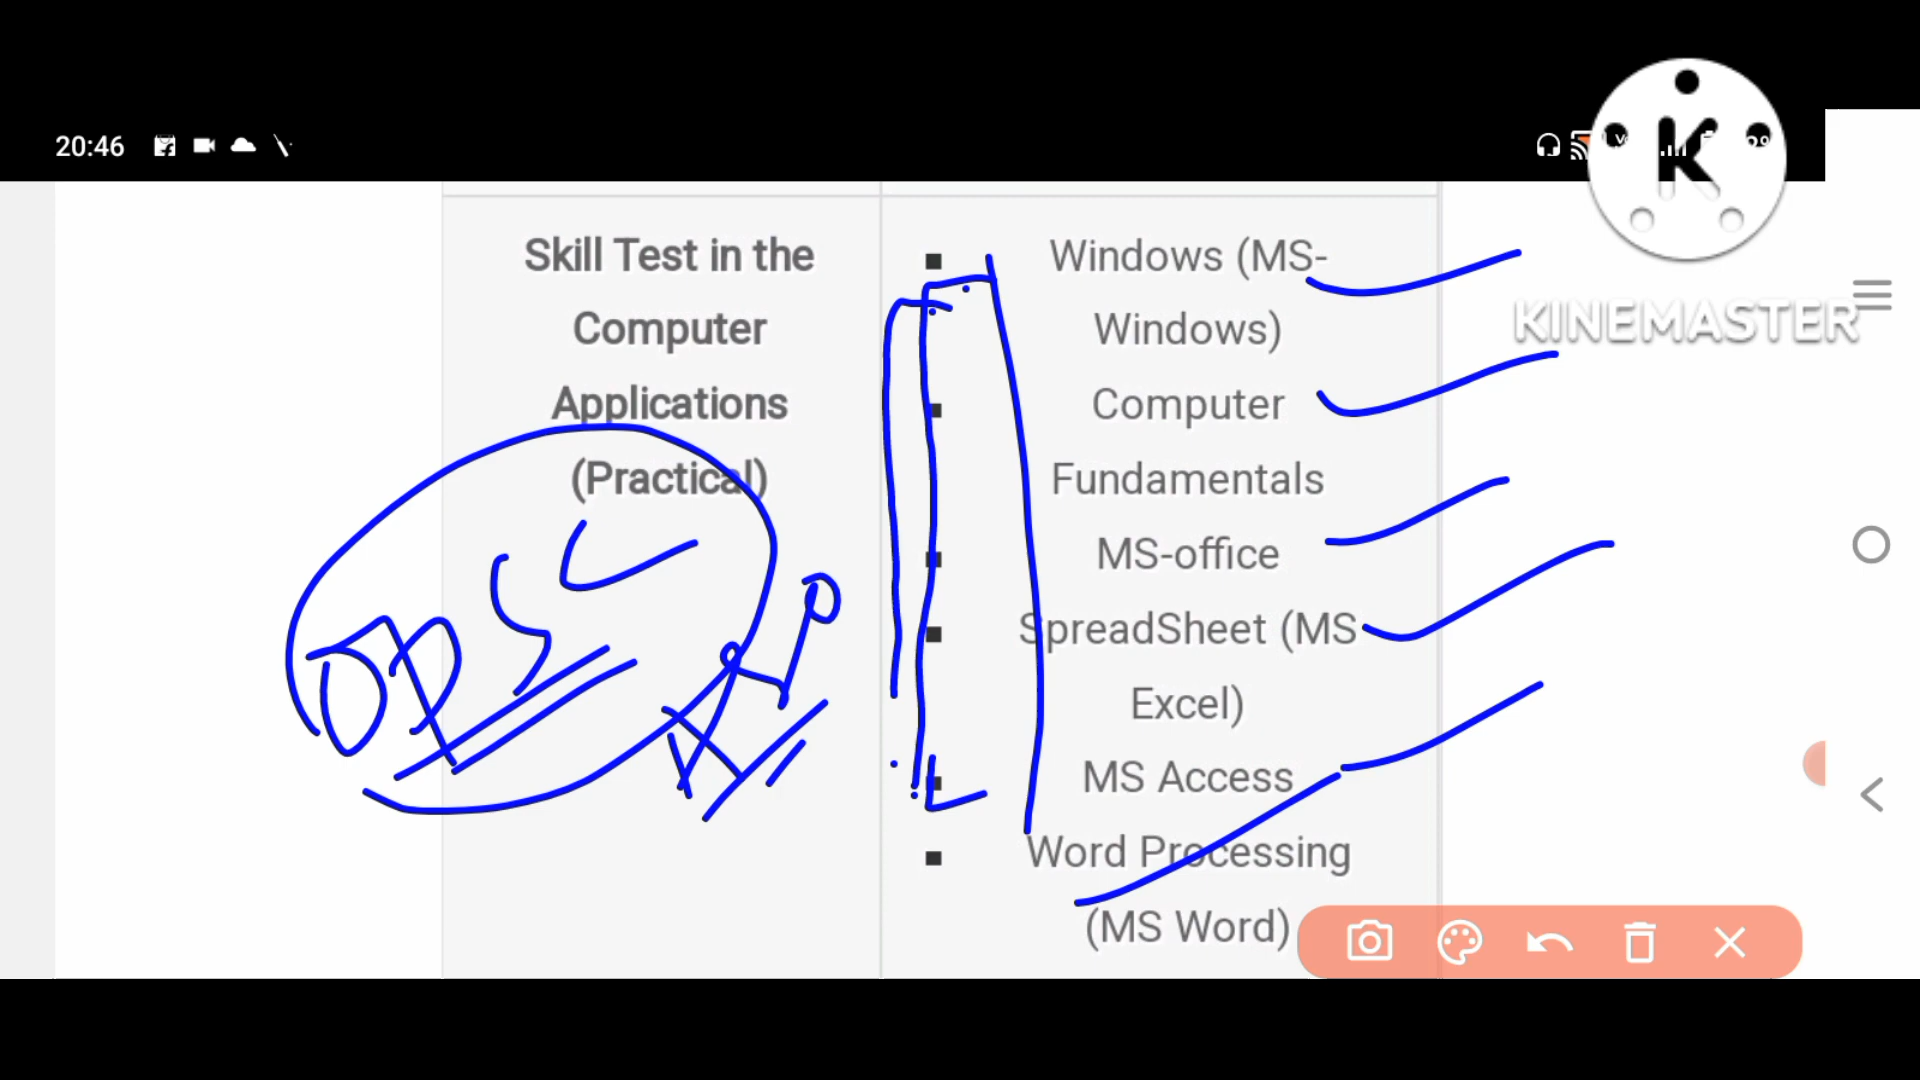 20:46
K
KINEMASTER
Skill Test in the
Computer
Applications
(Practical)
Windows (MS-
Windows)
Computer
Fundamentals
MS-office
SpreadSheet (MS
Excel)
MS Access
Word Processing
(MS Word)